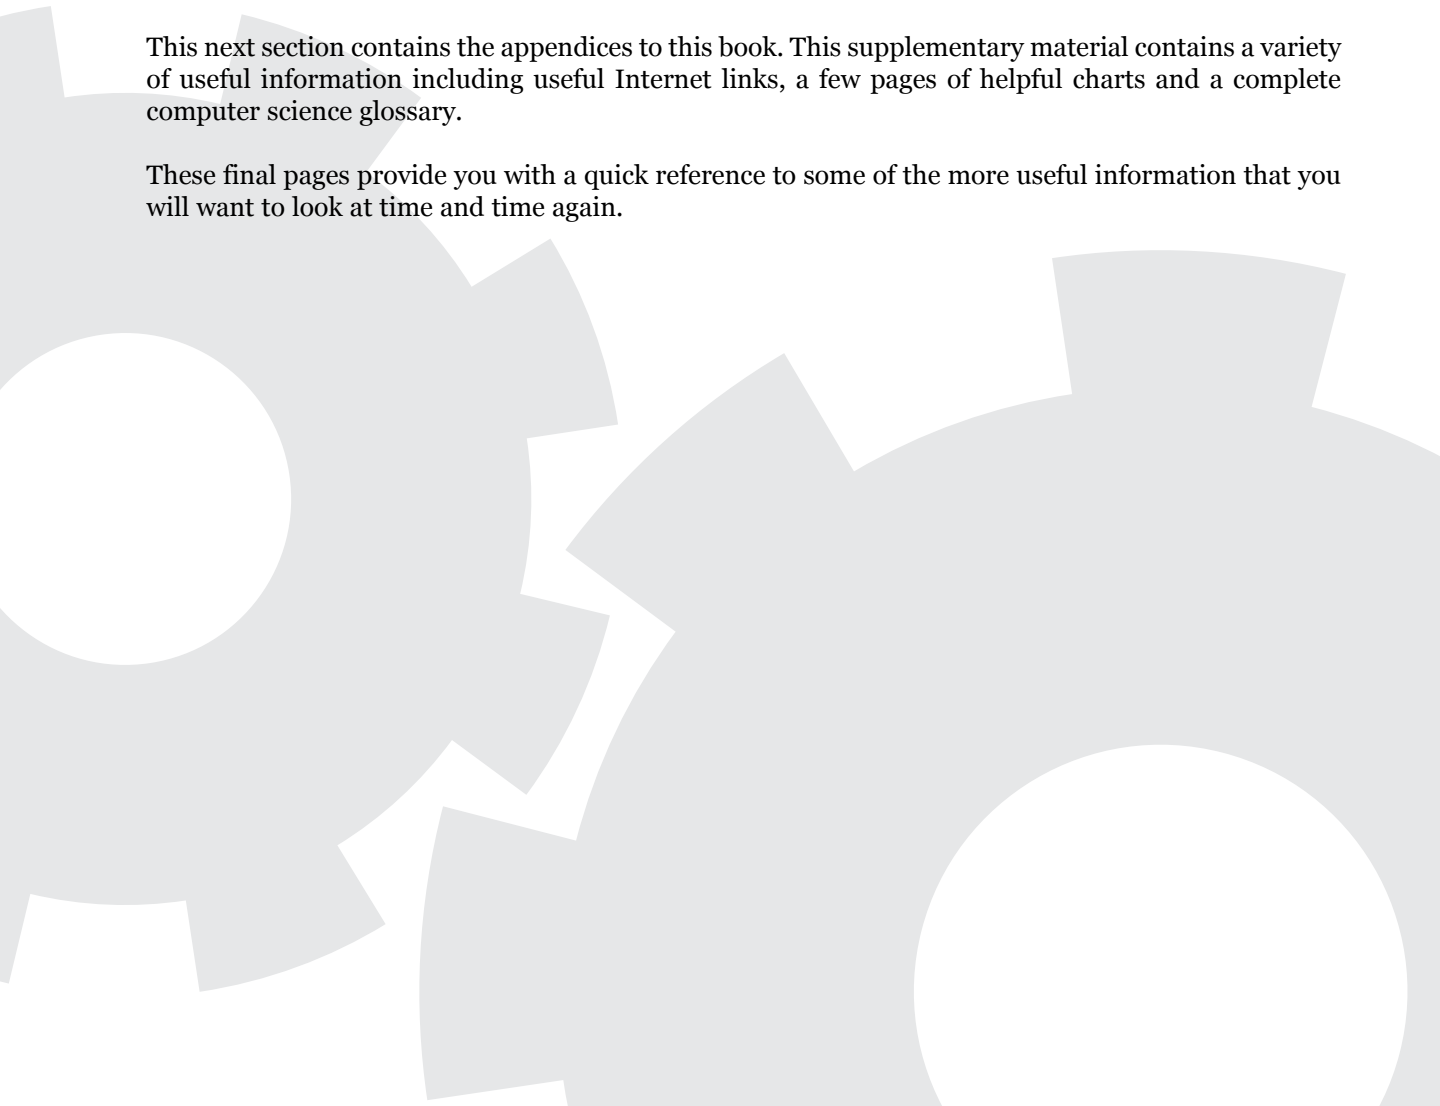 This next section contains the appendices to this book. This supplementary material contains a variety
of useful information including useful Internet links, a few pages of helpful charts and a complete
computer science glossary.
These final pages provide you with a quick reference to some of the more useful information that you
will want to look at time and time again.